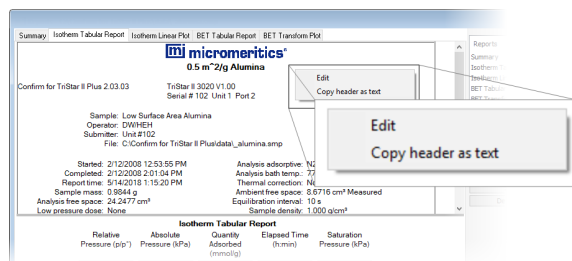 Summary Isotherm Tabular Report Isotherm Linear Plot BET Tabular Report BET Transform Plot
mi micromeritics®
0.5 m^2/g Alumina
Confirm for TriStar II Plus 2.03.03 TriStar II 3020 V1.00
Serial # 102 Unit 1 Port 2
Sample: Low Surface Area Alumina
Operator: DW/HEH
Submitter: Unit #102
File: C:\Confirm for TriStar II Plus\data\_alumina.smp
Started: 2/12/2008 12:53:55 PM Analysis adsorptive: N2
Completed: 2/12/2008 2:01:04 PM Analysis bath temp.: 77
Report time: 5/14/2018 1:15:20 PM Thermal correction: No
Sample mass: 0.9844 g Ambient free space: 8.6716 cm³ Measured
Analysis free space: 24.2477 cm³ Equilibration interval: 10 s
Low pressure dose: None Sample density: 1.000 g/cm³
Isotherm Tabular Report
Relative Absolute Quantity Elapsed Time Saturation
Pressure (p/p°) Pressure (kPa) Adsorbed (h:min) Pressure (kPa)
(mmol/g)
Edit
Copy header as text
Edit
Copy header as text
Reports
Summary
Isotherm
Isotherm
BET Tabula
BET